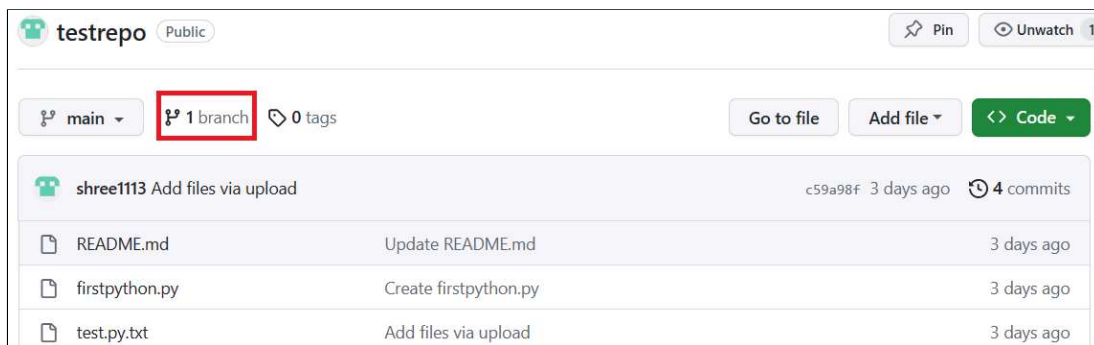 testrepo Public Pin Unwatch 1
main 1 branch 0 tags Go to file Add file <> Code
shree1113 Add files via upload c59a98f 3 days ago 4 commits
README.md Update README.md 3 days ago
firstpython.py Create firstpython.py 3 days ago
test.py.txt Add files via upload 3 days ago